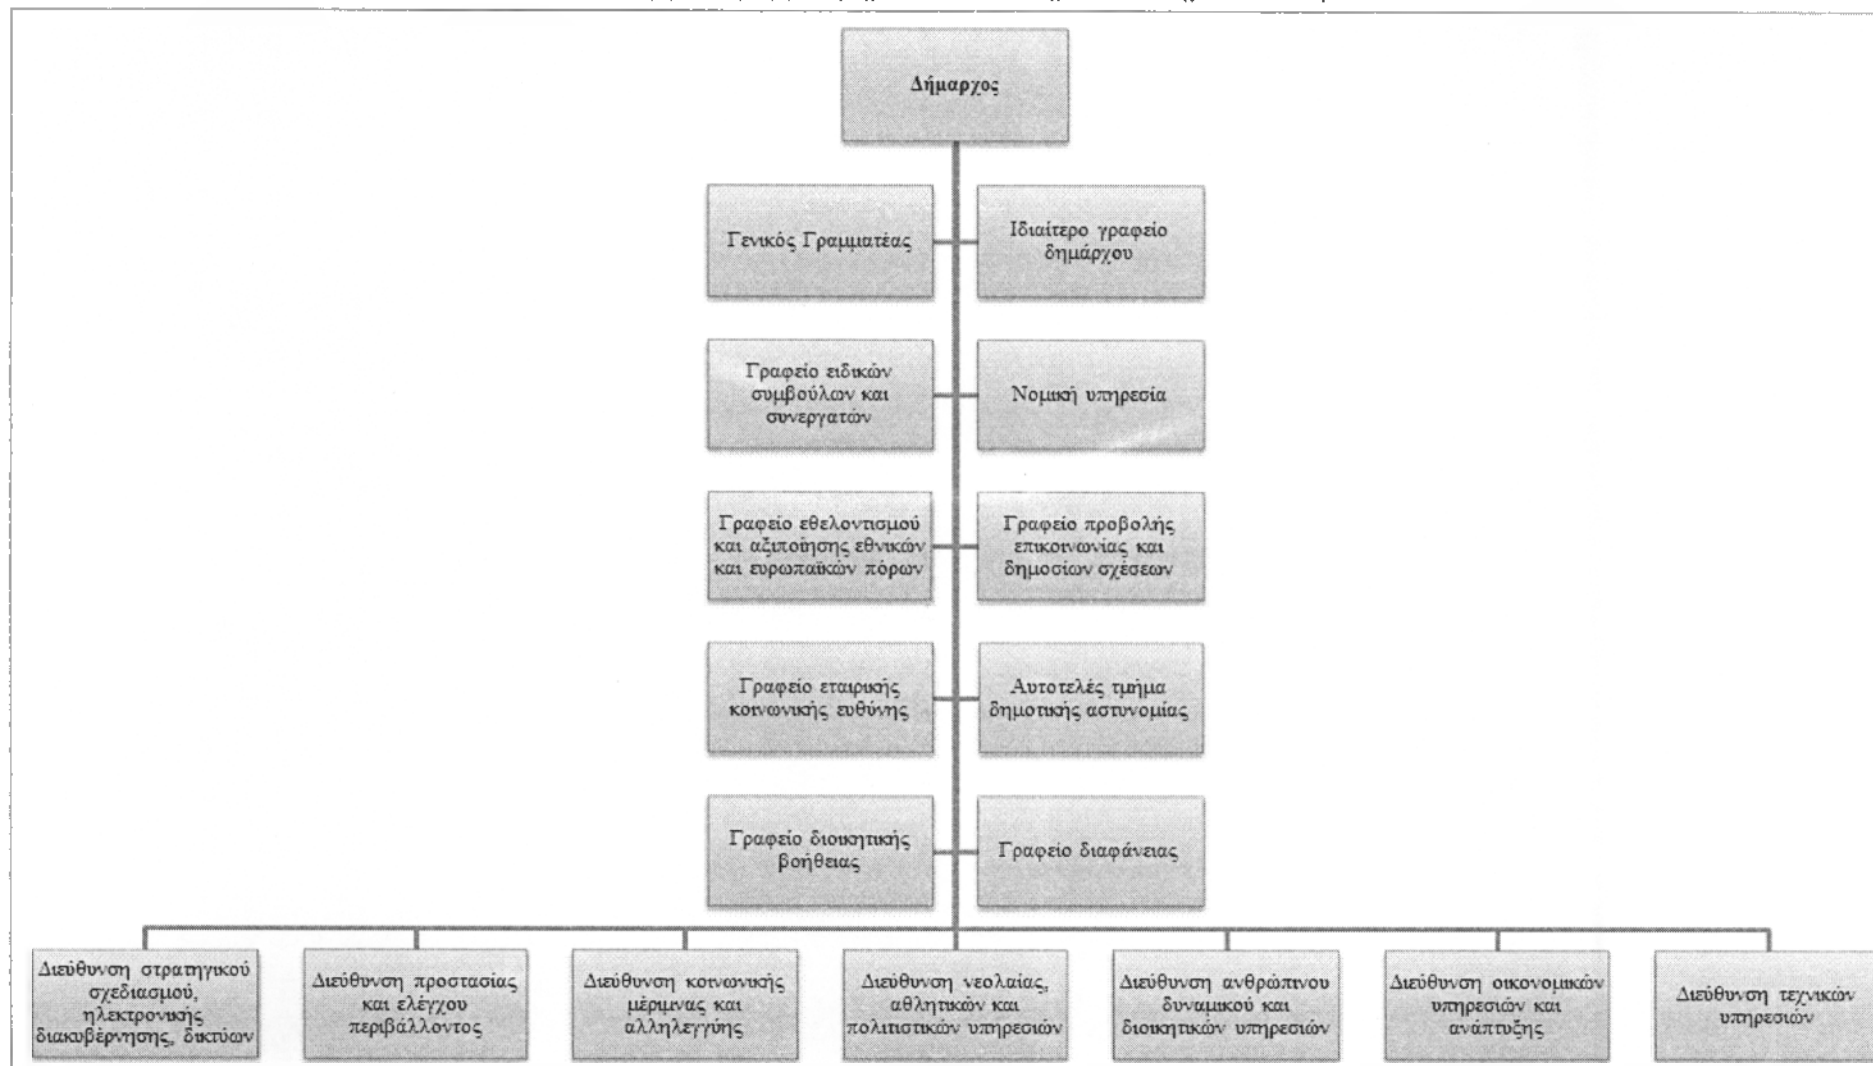 Δήμαρχος
Γενικός Γραμματέας
Ιδιαίτερο γραφείο
δημάρχου
Γραφείο ειδικών
συμβούλων και
συνεργατών
Νομική υπηρεσία
Γραφείο εθελοντισμού
και αξιποίησης εθνικών
και ευρωπαϊκών πόρων
Γραφείο προβολής
επικοινωνίας και
δημοσίων σχέσεων
Γραφείο εταιρικής
κοινωνικής ευθύνης
Αυτοτελές τμήμα
δημοτικής αστυνομίας
Γραφείο διοικητικής
βοήθειας
Γραφείο διαφάνειας
Διεύθυνση στρατηγικού
σχεδιασμού,
ηλεκτρονικής
διακυβέρνησης, δικτύων
Διεύθυνση προστασίας
και ελέγχου
περιβάλλοντος
Διεύθυνση κοινωνικής
μέριμνας και
αλληλεγγύης
Διεύθυνση νεολαίας,
αθλητικών και
πολιτιστικών υπηρεσιών
Διεύθυνση ανθρώπινου
δυναμικού και
διοικητικών υπηρεσιών
Διεύθυνση οικονομικών
υπηρεσιών και
ανάπτυξης
Διεύθυνση τεχνικών
υπηρεσιών